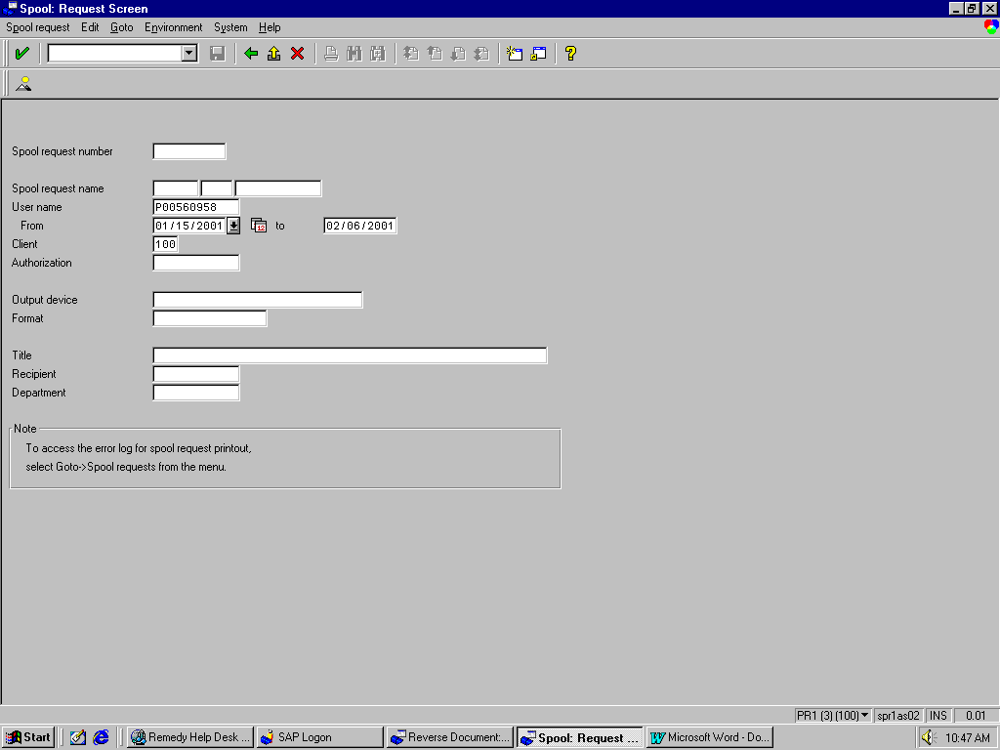 Spool: Request Screen
Spool request Edit Goto Environment System Help
Spool request number
Spool request name
User name P00560958
From 01/15/2001 12 to 02/06/2001
Client 100
Authorization
Output device
Format
Title
Recipient
Department
Note
To access the error log for spool request printout,
select Goto->Spool requests from the menu.
PR1 (3) (100) spr1as02 INS 0.01
Start Remedy Help Desk ... SAP Logon Reverse Document:... Spool: Request ... Microsoft Word - Do... 10:47 AM